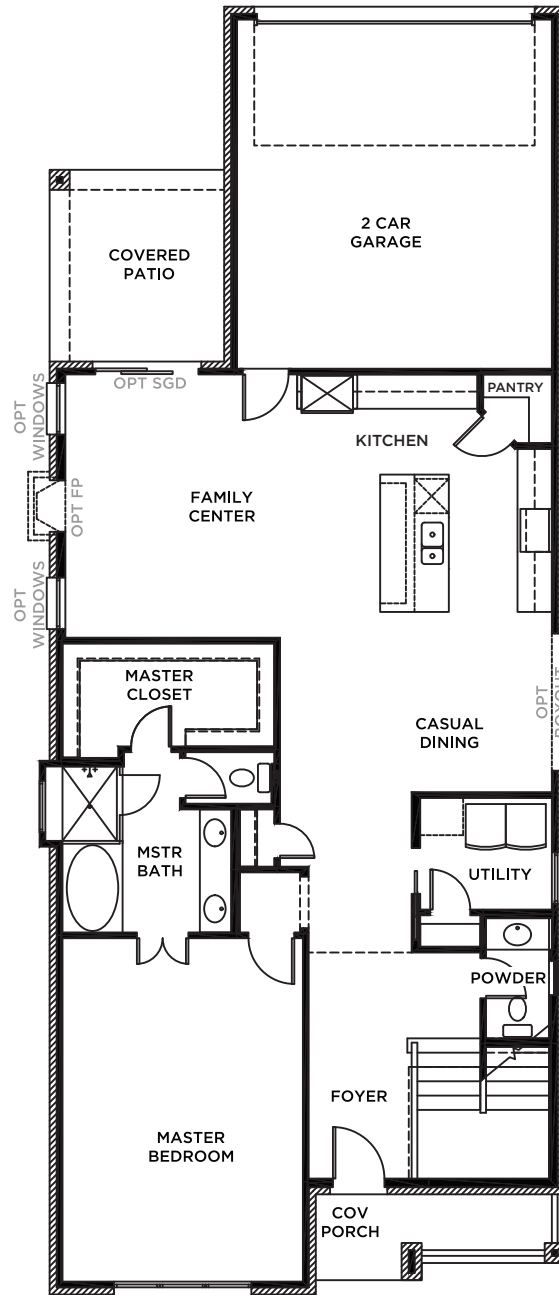 2 CAR
GARAGE
COVERED
PATIO
OPT SGD
OPT
WINDOWS
PANTRY
KITCHEN
OPT FP
FAMILY
CENTER
OPT
WINDOWS
MASTER
CLOSET
CASUAL
DINING
OPT
BOXOUT
MSTR
BATH
UTILITY
POWDER
FOYER
MASTER
BEDROOM
COV
PORCH